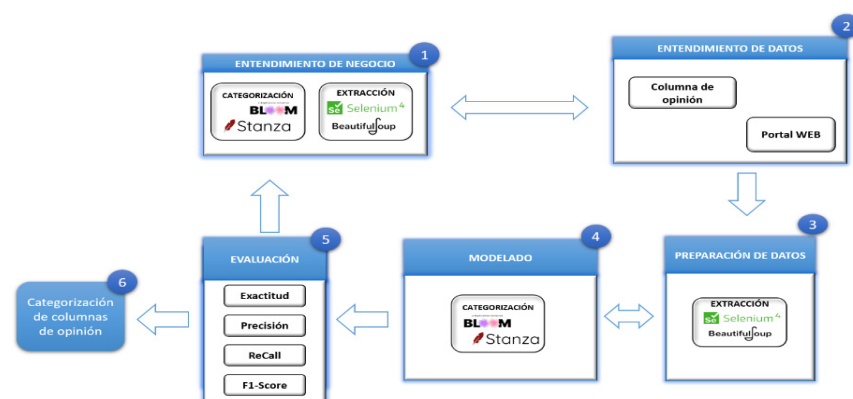 1
ENTENDIMIENTO DE NEGOCIO
CATEGORIZACIÓN
BLOOM
Stanza
EXTRACCIÓN
Se Selenium 4
BeautifulSoup
2
ENTENDIMIENTO DE DATOS
Columna de
opinión
Portal WEB
3
PREPARACIÓN DE DATOS
EXTRACCIÓN
Se Selenium 4
BeautifulSoup
4
MODELADO
CATEGORIZACIÓN
BLOOM
Stanza
5
EVALUACIÓN
Exactitud
Precisión
ReCall
F1-Score
6
Categorización
de columnas
de opinión